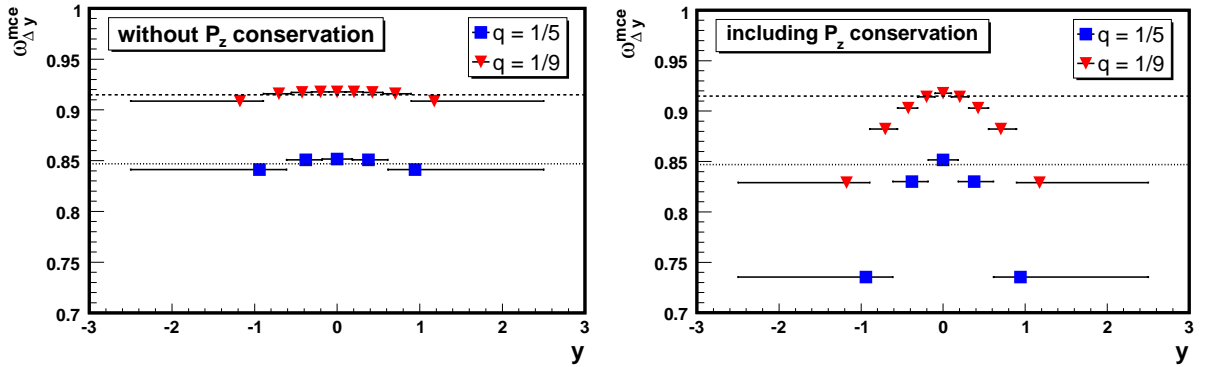 ω^mce_Δy
1
0.95
0.9
0.85
0.8
0.75
0.7
without P_z conservation
q = 1/5
q = 1/9
-3 -2 -1 0 1 2 3
y
ω^mce_Δy
1
0.95
0.9
0.85
0.8
0.75
0.7
including P_z conservation
q = 1/5
q = 1/9
-3 -2 -1 0 1 2 3
y